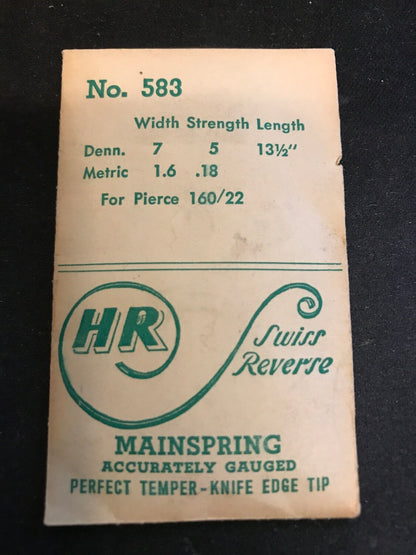 No. 583
Width Strength Length
Denn. 7 5 13½"
Metric 1.6 .18
For Pierce 160/22
HR
Swiss
Reverse
MAINSPRING
ACCURATELY GAUGED
PERFECT TEMPER-KNIFE EDGE TIP